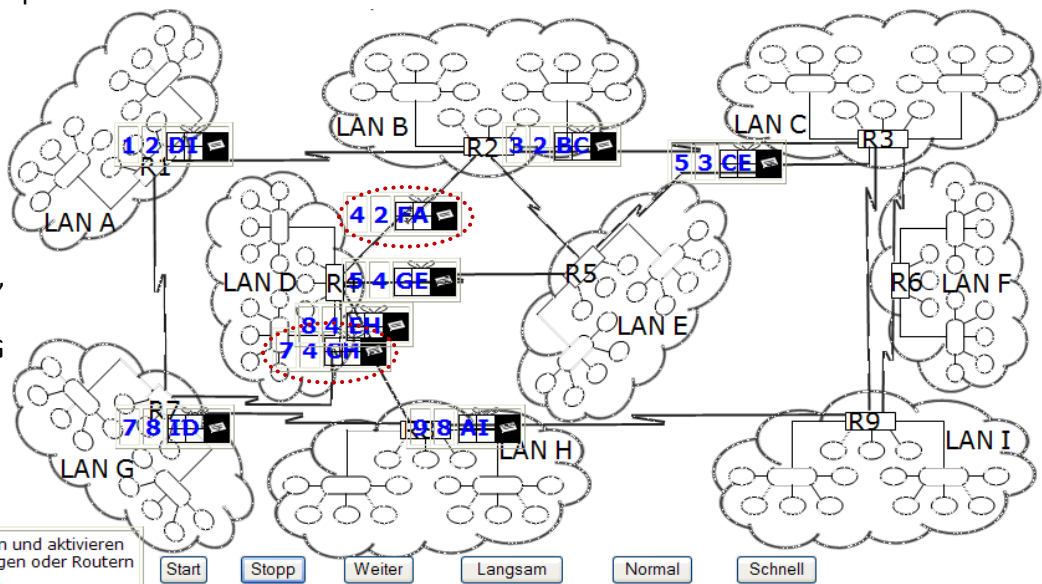 LAN B
LAN C
R3
1 2 DI
R2
3 2 BC
5 3 CE
R1
LAN A
4 2 FA
LAN D
R4
5 4 GE
R5
R6
LAN F
8 4 EH
LAN E
7 4 CH
G
R7
7 8 ID
9 8 AI
R9
LAN I
LAN H
LAN G
n und aktivieren
gen oder Routern
Start
Stopp
Weiter
Langsam
Normal
Schnell